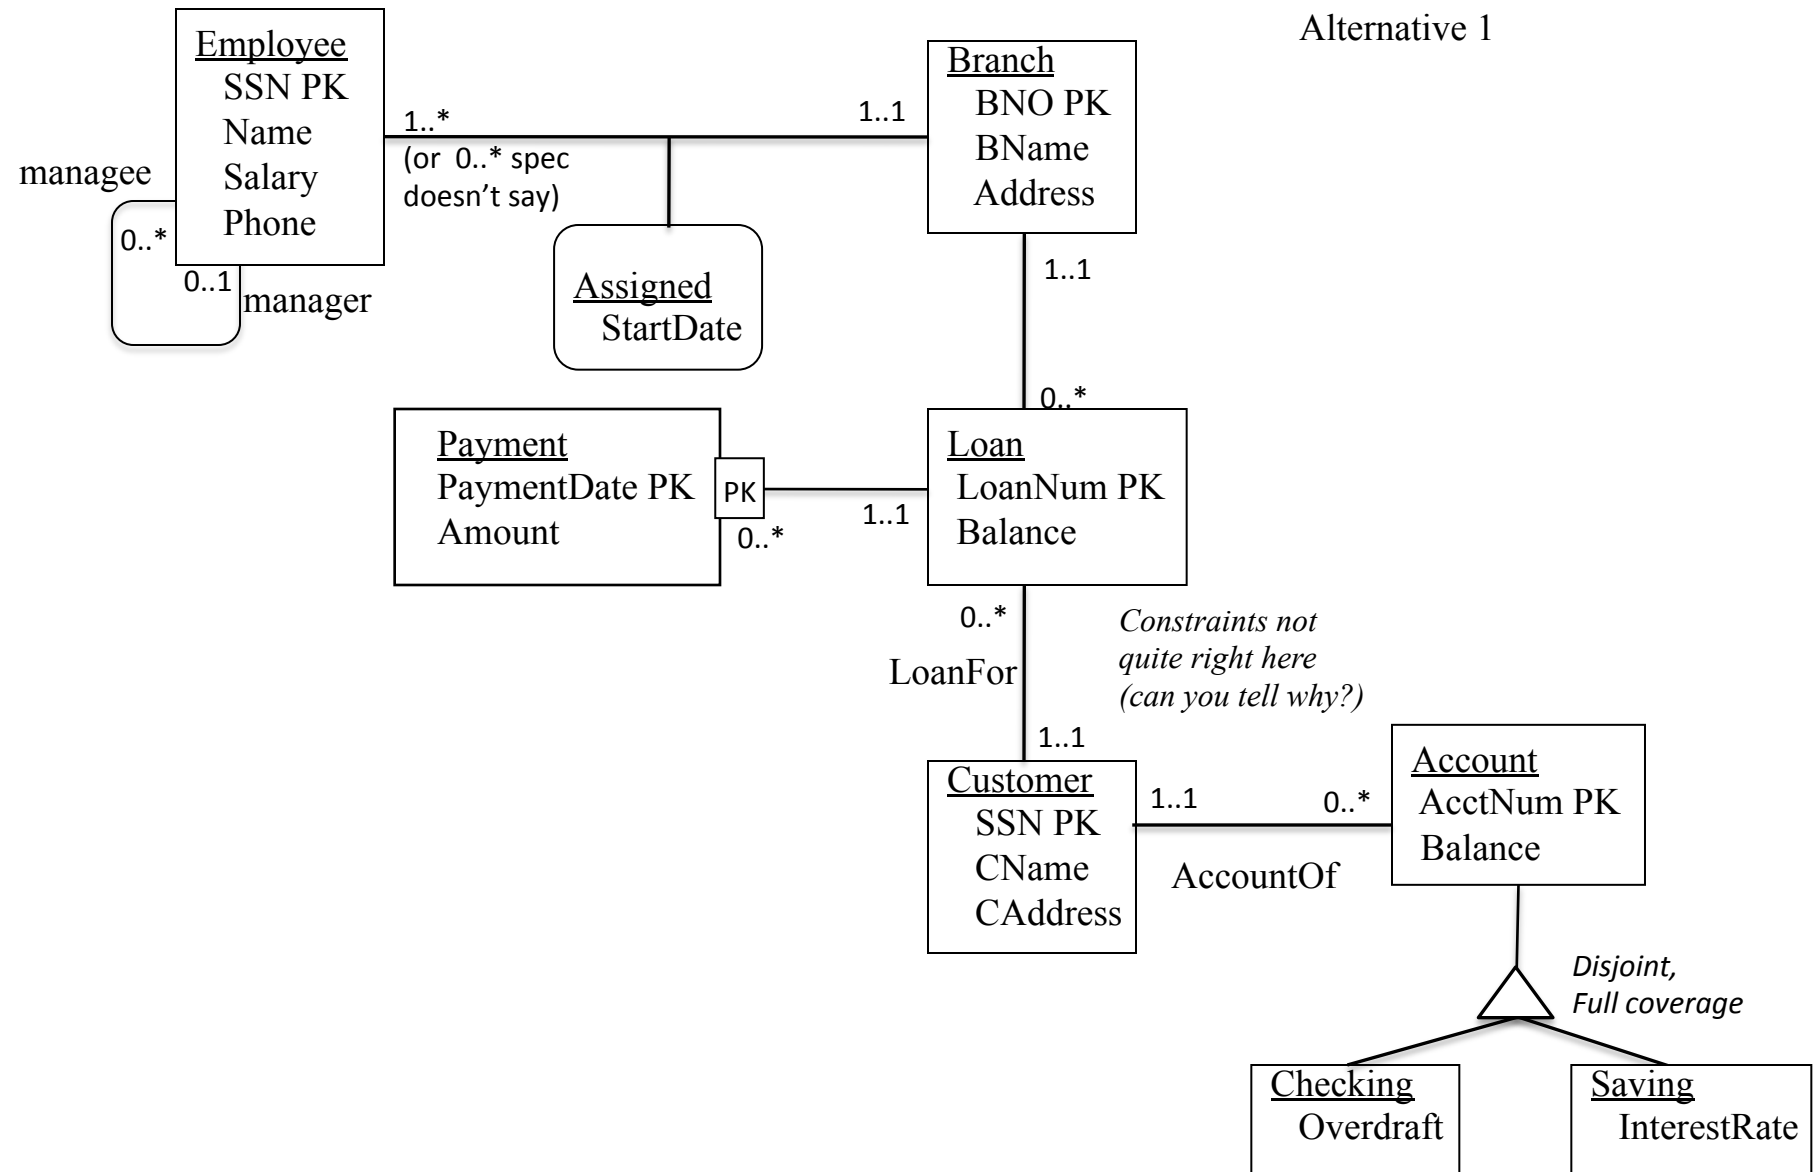 Alternative 1
Employee
SSN PK
Name
Salary
Phone
managee
0..*
0..1
manager
1..*
(or 0..* spec
doesn’t say)
1..1
Branch
BNO PK
BName
Address
Assigned
StartDate
1..1
0..*
Payment
PaymentDate PK
Amount
PK
0..*
1..1
Loan
LoanNum PK
Balance
0..*
LoanFor
Constraints not
quite right here
(can you tell why?)
1..1
Customer
SSN PK
CName
CAddress
1..1
0..*
AccountOf
Account
AcctNum PK
Balance
Disjoint,
Full coverage
Checking
Overdraft
Saving
InterestRate